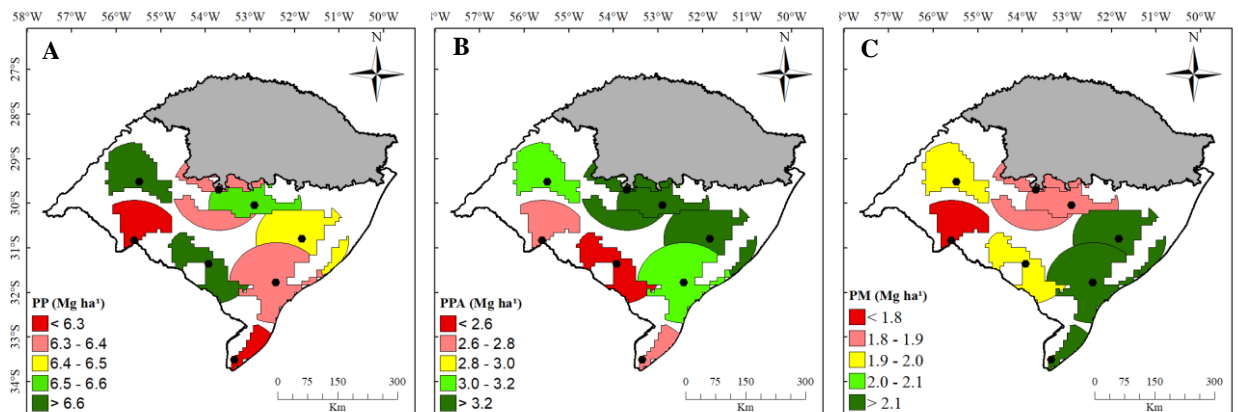 58°W 57°W 56°W 55°W 54°W 53°W 52°W 51°W 50°W
27°S
28°S
29°S
30°S
31°S
32°S
33°S
34°S
A
N
PP (Mg ha¹)
< 6.3
6.3 - 6.4
6.4 - 6.5
6.5 - 6.6
> 6.6
0 75 150 300
Km
58°W 57°W 56°W 55°W 54°W 53°W 52°W 51°W 50°W
B
N
PPA (Mg ha¹)
< 2.6
2.6 - 2.8
2.8 - 3.0
3.0 - 3.2
> 3.2
0 75 150 300
Km
58°W 57°W 56°W 55°W 54°W 53°W 52°W 51°W 50°W
C
N
PM (Mg ha¹)
< 1.8
1.8 - 1.9
1.9 - 2.0
2.0 - 2.1
> 2.1
0 75 150 300
Km